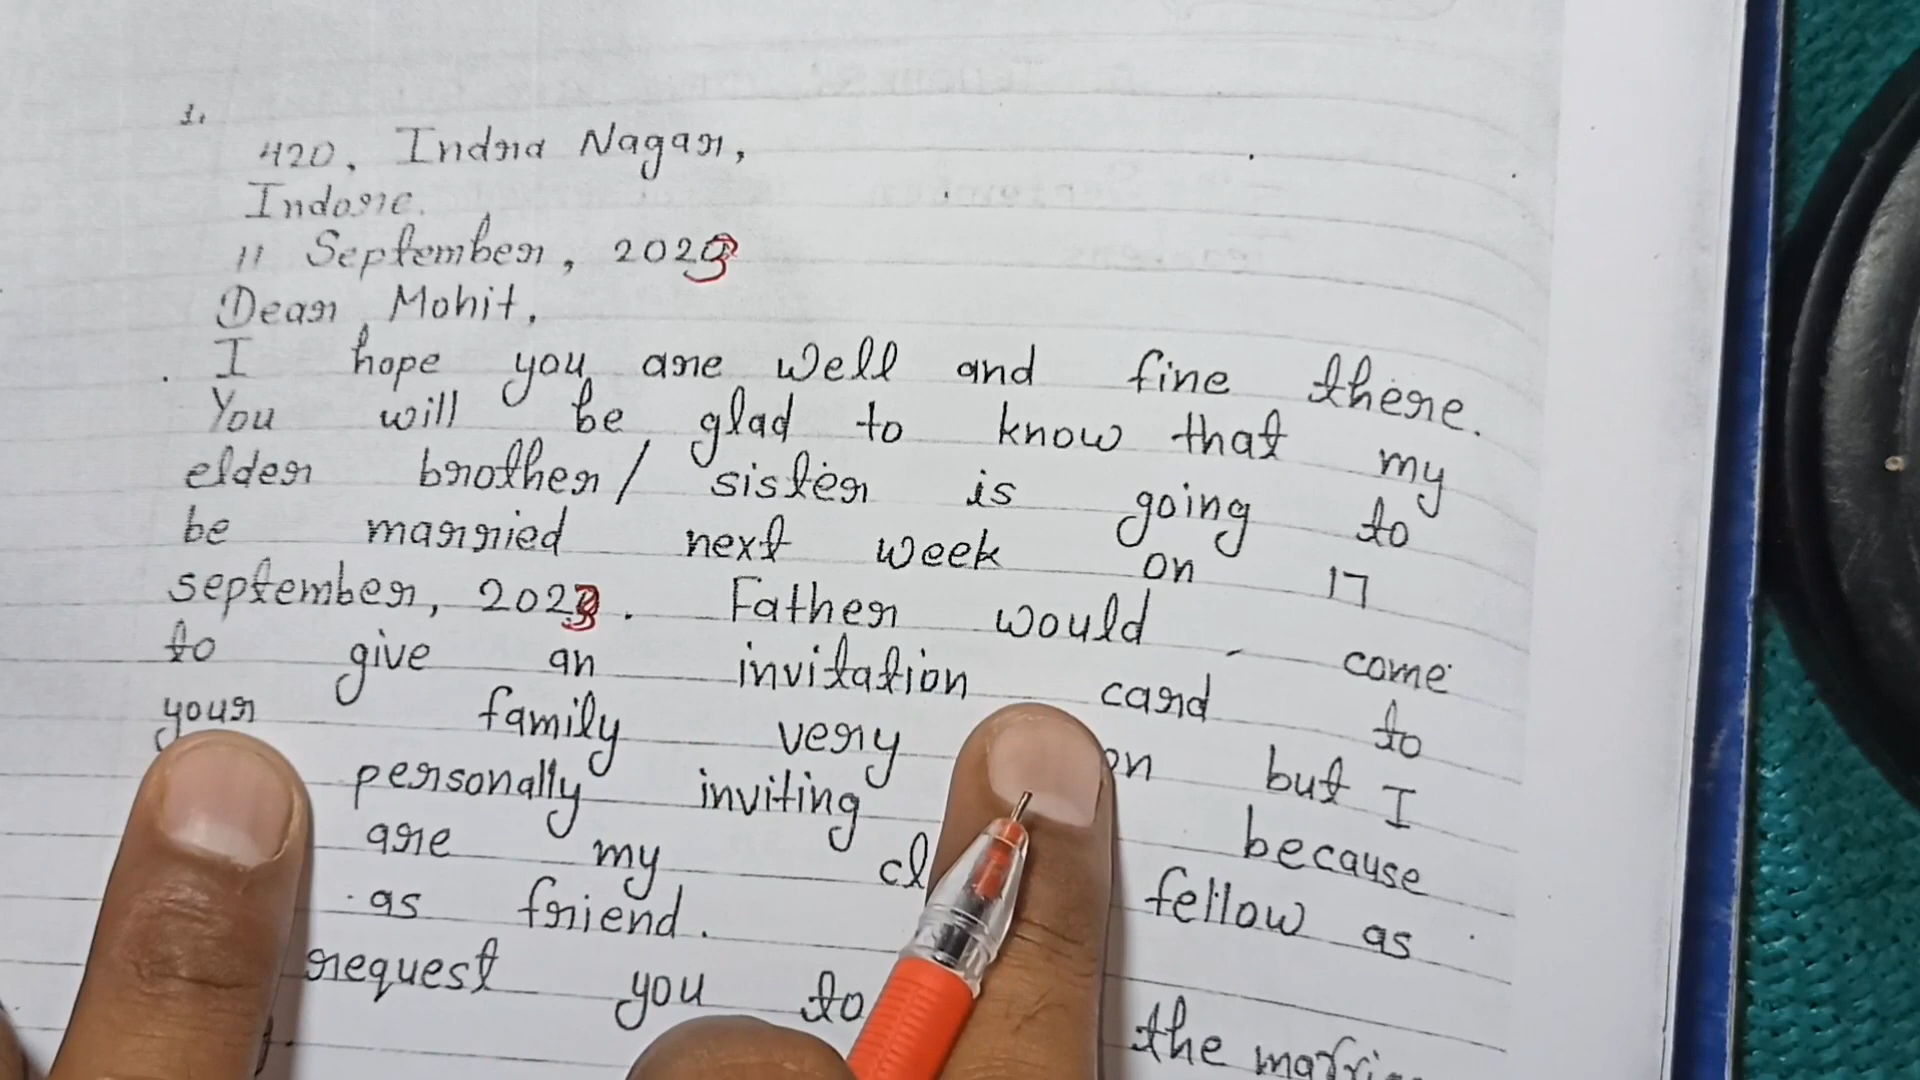 1.
420, Indra Nagar,
Indore.
11 September, 2023
Dear Mohit,
I hope you are well and fine there.
You will be glad to know that my
elder brother/ sister is going to
be married next week on 17
september, 2023. Father would come
to give an invitation card to
your family very but I
personally inviting because
are my fellow as
as friend.
request you to the